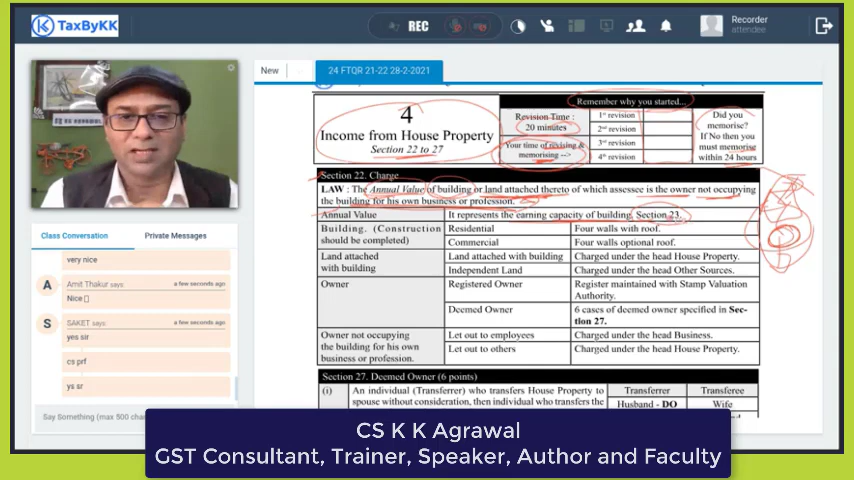 TaxByKK
REC
Recorder
attendee
New
24 FTQR 21-22 28-2-2021
4
Income from House Property
Section 22 to 27
Remember why you started...
Revision Time :
20 minutes
Your time of revising &
memorising -->
1st revision
2nd revision
3rd revision
4th revision
Did you
memorise?
If No then you
must memorise
within 24 hours
Section 22. Charge
LAW : The Annual Value of building or land attached thereto of which assessee is the owner not occupying
the building for his own business or profession.
Annual Value
It represents the earning capacity of building. Section 23.
Building. (Construction
should be completed)
Residential
Four walls with roof.
Commercial
Four walls optional roof.
Land attached
with building
Land attached with building
Charged under the head House Property.
Independent Land
Charged under the head Other Sources.
Owner
Registered Owner
Register maintained with Stamp Valuation
Authority.
Deemed Owner
6 cases of deemed owner specified in Sec-
tion 27.
Owner not occupying
the building for his own
business or profession.
Let out to employees
Charged under the head Business.
Let out to others
Charged under the head House Property.
Section 27. Deemed Owner (6 points)
(i)
An individual (Transferrer) who transfers House Property to
spouse without consideration, then individual who transfers the
Transferrer
Transferee
Husband - DO
Wife
Class Conversation
Private Messages
very nice
A
Amit Thakur says
a few seconds ago
Nice []
S
SAKET says
a few seconds ago
yes sir
cs prf
ys sr
Say Something (max 500 char
CS K K Agrawal
GST Consultant, Trainer, Speaker, Author and Faculty